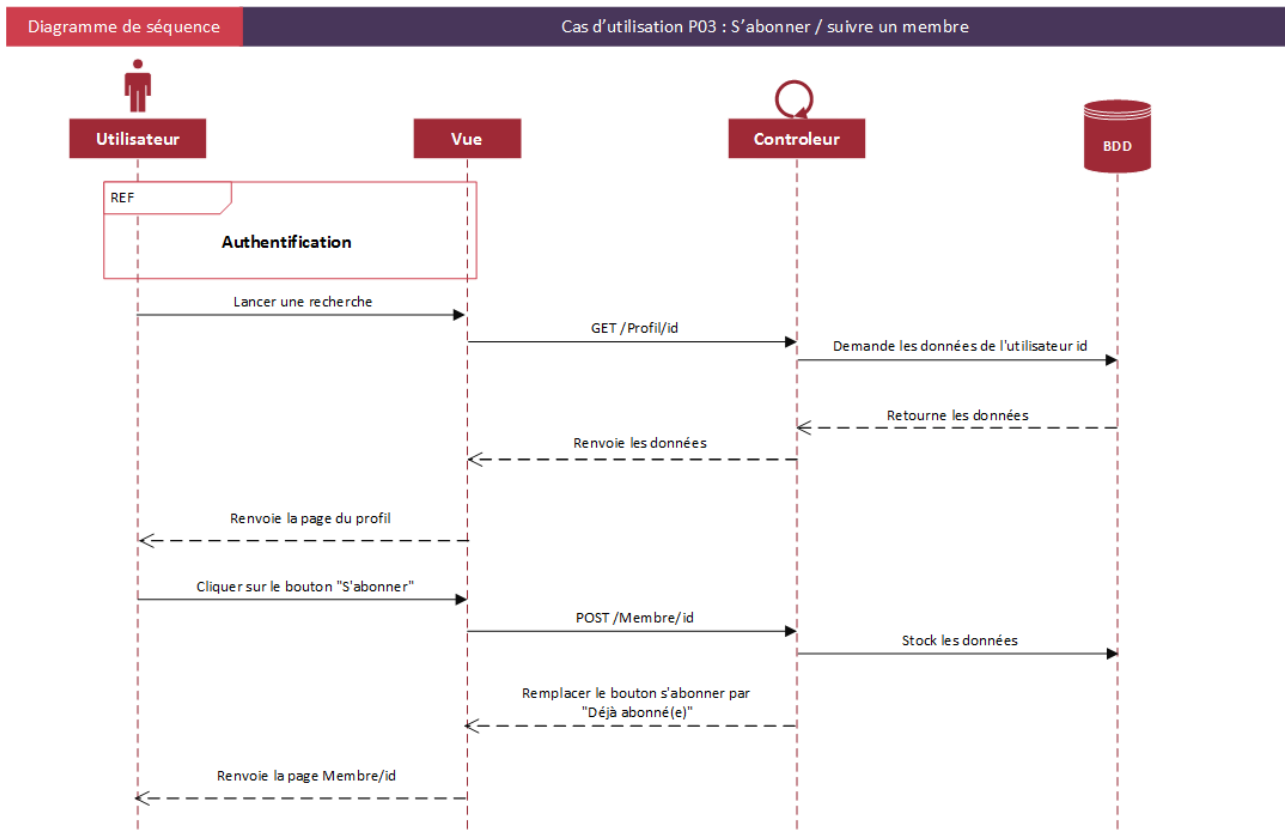 Diagramme de séquence
Cas d’utilisation P03 : S’abonner / suivre un membre
Utilisateur
Vue
Controleur
BDD
REF
Authentification
Lancer une recherche
GET /Profil/id
Demande les données de l'utilisateur id
Retourne les données
Renvoie les données
Renvoie la page du profil
Cliquer sur le bouton "S'abonner"
POST /Membre/id
Stock les données
Remplacer le bouton s'abonner par
"Déjà abonné(e)"
Renvoie la page Membre/id